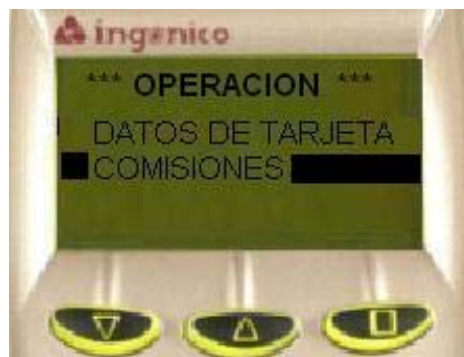 ingenico
*** OPERACION ***
DATOS DE TARJETA
COMISIONES